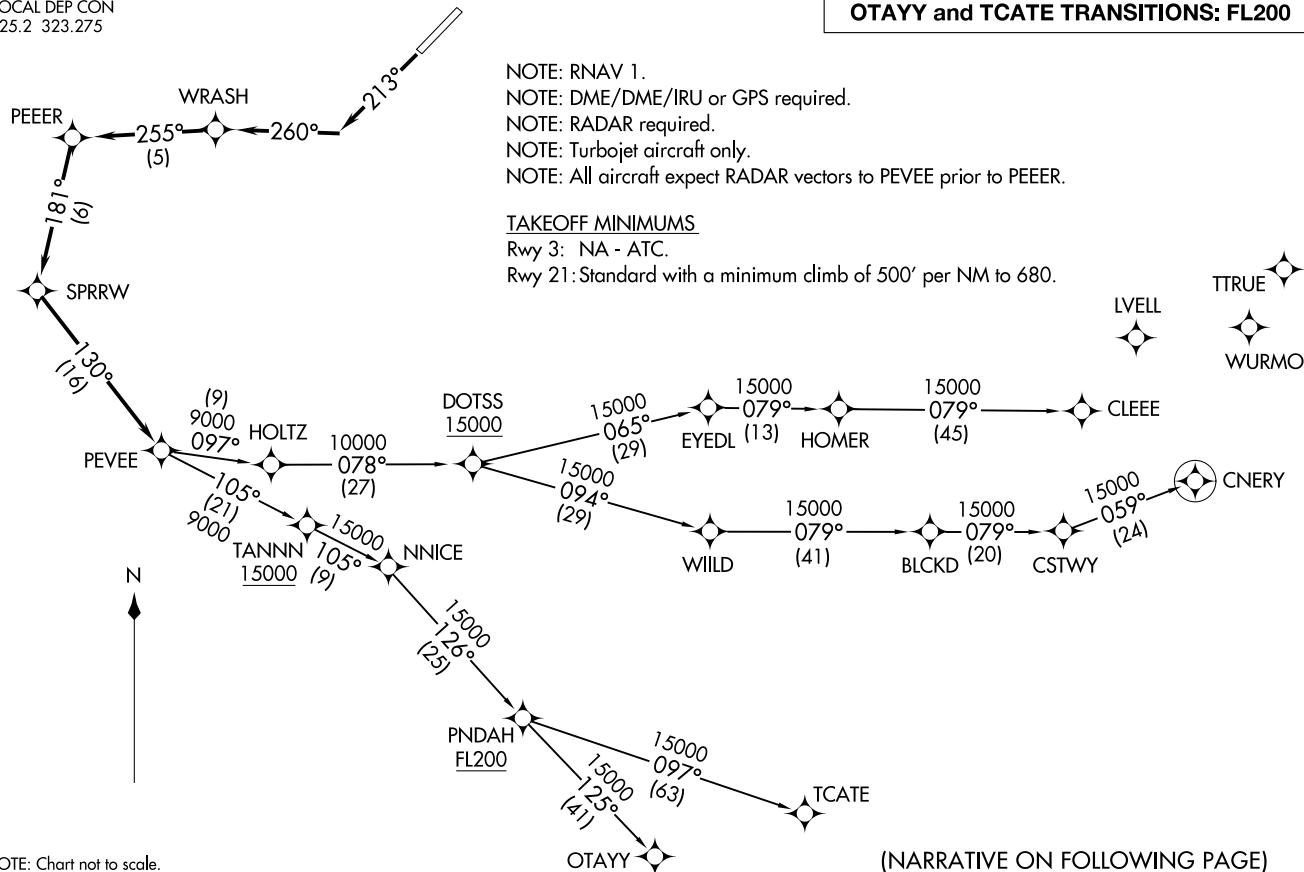 OCAL DEP CON
25.2 323.275
OTAYY and TCATE TRANSITIONS: FL200
NOTE: RNAV 1.
NOTE: DME/DME/IRU or GPS required.
NOTE: RADAR required.
NOTE: Turbojet aircraft only.
NOTE: All aircraft expect RADAR vectors to PEVEE prior to PEEER.
TAKEOFF MINIMUMS
Rwy 3: NA - ATC.
Rwy 21: Standard with a minimum climb of 500' per NM to 680.
213°
260°
WRASH
255°
(5)
PEEER
181°
(6)
SPRRW
130°
(16)
PEVEE
(9)
9000
097°
HOLTZ
10000
078°
(27)
DOTSS
15000
15000
065°
(29)
EYEDL
15000
079°
(13)
HOMER
15000
079°
(45)
CLEEE
LVELL
TTRUE
WURMO
15000
094°
(29)
WIILD
15000
079°
(41)
BLCKD
15000
079°
(20)
CSTWY
15000
059°
(24)
CNERY
105°
(21)
9000
TANNN
15000
15000
105°
(9)
NNICE
15000
126°
(25)
PNDAH
FL200
15000
097°
(63)
TCATE
15000
125°
(41)
OTAYY
N
OTE: Chart not to scale.
(NARRATIVE ON FOLLOWING PAGE)